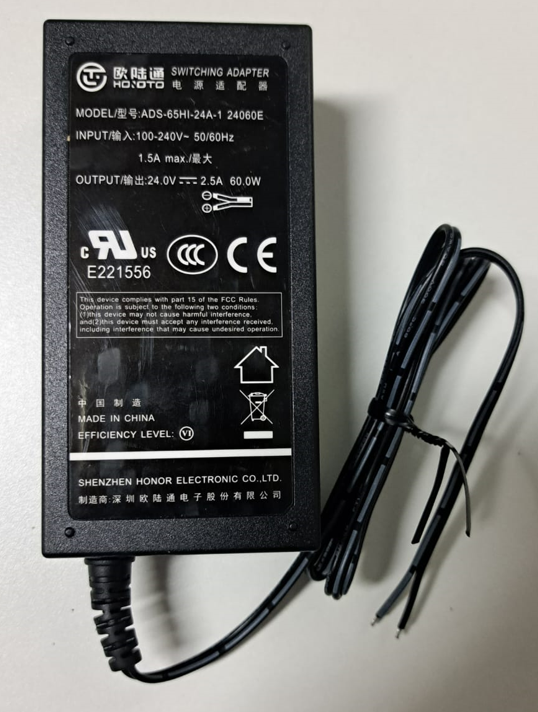 欧陆通 SWITCHING ADAPTER
HONOTO 电源适配器
MODEL/型号:ADS-65HI-24A-1 24060E
INPUT/输入:100-240V~ 50/60Hz
1.5A max./最大
OUTPUT/输出:24.0V⎓2.5A 60.0W
C RU US
E221556
CCC
CE
This device complies with part 15 of the FCC Rules.
Operation is subject to the following two conditions:
(1)this device may not cause harmful interference.
and(2)this device must accept any interference received,
including interference that may cause undesired operation.
中国制造
MADE IN CHINA
EFFICIENCY LEVEL: VI
SHENZHEN HONOR ELECTRONIC CO.,LTD.
制造商:深圳欧陆通电子股份有限公司